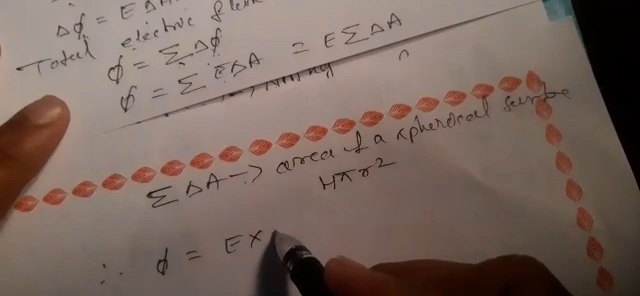 Δϕ = EΔA
Total electric flux
ϕ = ΣΔϕ
ϕ = Σ EΔA = EΣΔA
ΣΔA → area of a spherical surface
4πr²
∴ ϕ = E×